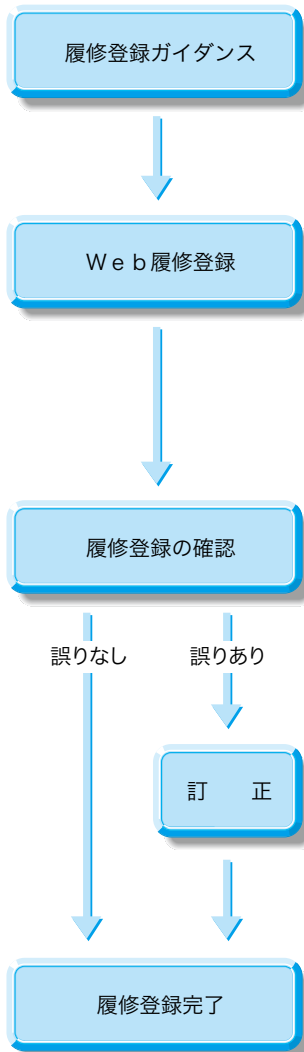 履修登録ガイダンス
Ｗｅｂ履修登録
履修登録の確認
誤りなし
誤りあり
訂　正
履修登録完了